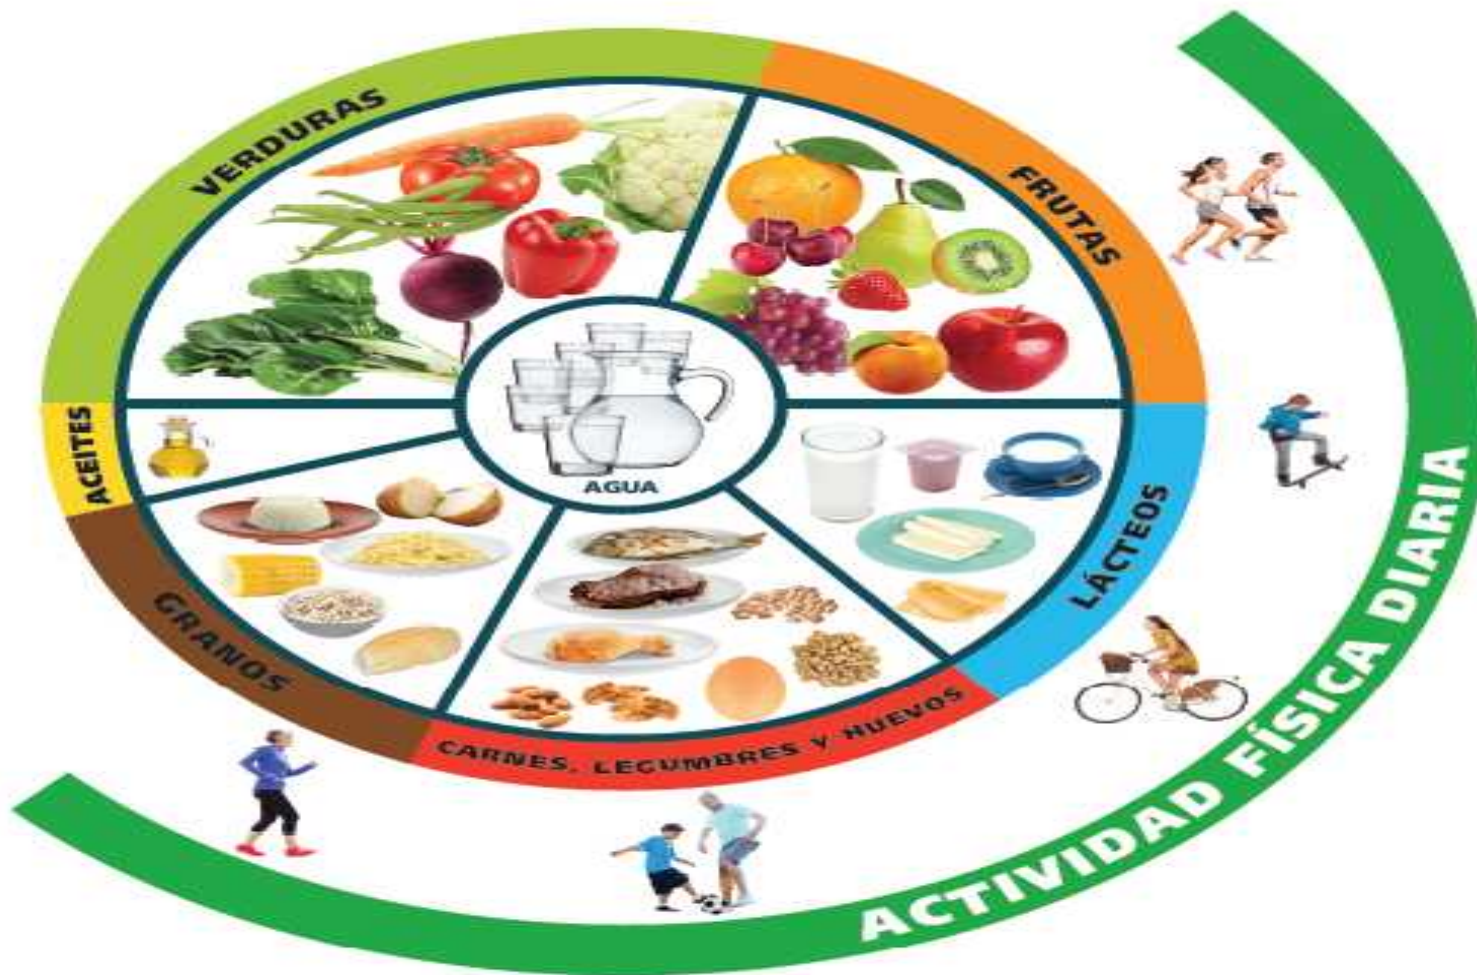 VERDURAS
FRUTAS
ACEITES
AGUA
LÁCTEOS
GRANOS
CARNES, LEGUMBRES Y HUEVOS
ACTIVIDAD FÍSICA DIARIA